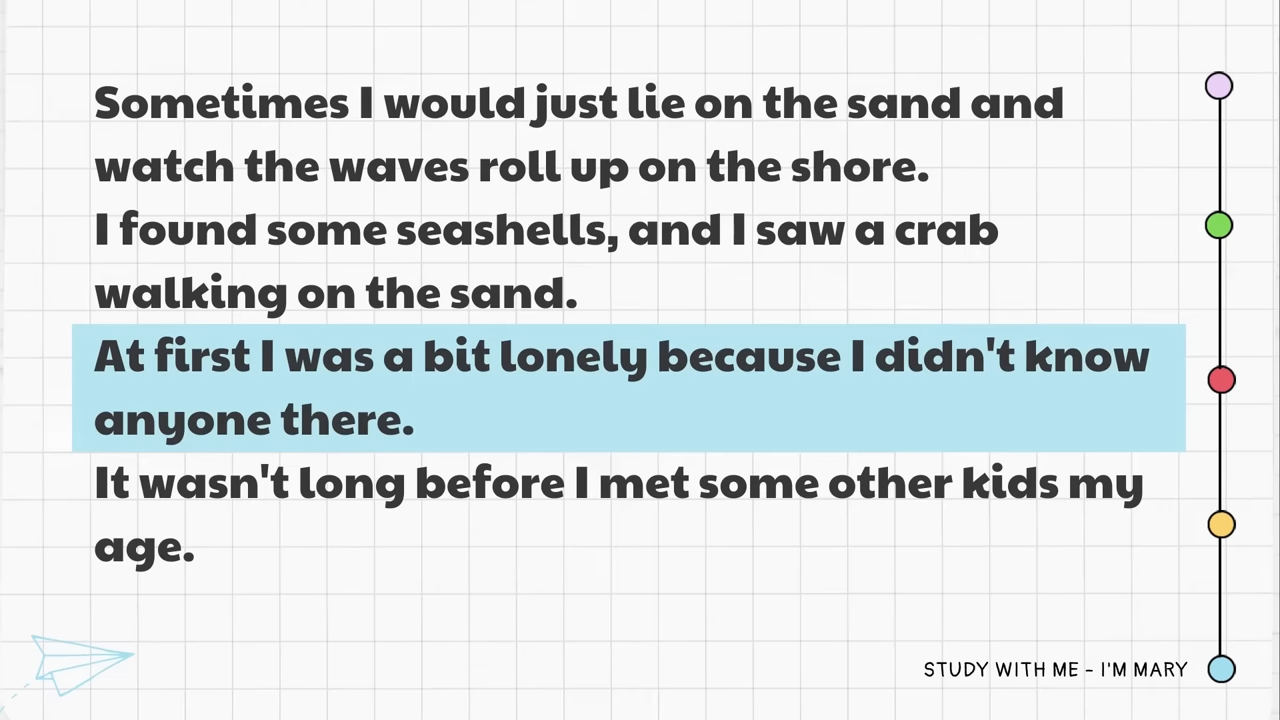 Sometimes I would just lie on the sand and
watch the waves roll up on the shore.
I found some seashells, and I saw a crab
walking on the sand.
At first I was a bit lonely because I didn't know
anyone there.
It wasn't long before I met some other kids my
age.
STUDY WITH ME - I'M MARY